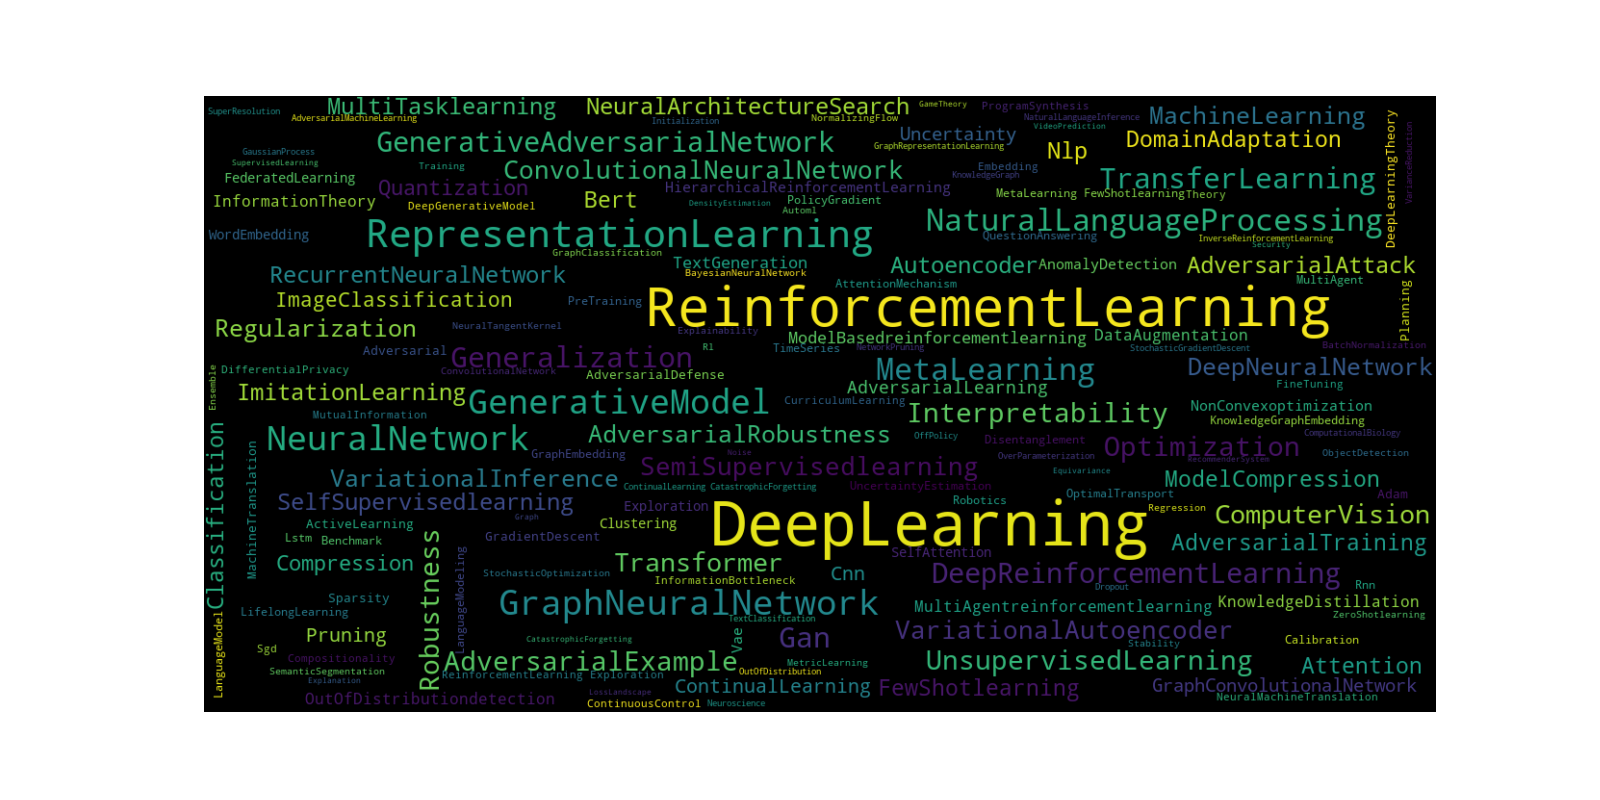 SuperResolution
AdversarialMachineLearning
MultiTasklearning
NeuralArchitectureSearch
GameTheory
ProgramSynthesis
NormalizingFlow
Initialization
NaturalLanguageInference
VideoPrediction
MachineLearning
GenerativeAdversarialNetwork
Uncertainty
GraphRepresentationLearning
DomainAdaptation
Nlp
DeepLearningTheory
VarianceReduction
GaussianProcess
SupervisedLearning
FederatedLearning
Training
ConvolutionalNeuralNetwork
Embedding
KnowledgeGraph
TransferLearning
Quantization
HierarchicalReinforcementLearning
MetaLearning FewShotlearning
Theory
InformationTheory
DeepGenerativeModel
Bert
DensityEstimation
PolicyGradient
Automl
NaturalLanguageProcessing
WordEmbedding
RepresentationLearning
QuestionAnswering
InverseReinforcementLearning
Security
GraphClassification
TextGeneration
BayesianNeuralNetwork
Autoencoder
AnomalyDetection
AdversarialAttack
MultiAgent
RecurrentNeuralNetwork
AttentionMechanism
ImageClassification
PreTraining
ReinforcementLearning
Planning
Regularization
NeuralTangentKernel
Explainability
ModelBasedreinforcementlearning
DataAugmentation
Adversarial
Generalization
Rl
TimeSeries
NetworkPruning
StochasticGradientDescent
BatchNormalization
DifferentialPrivacy
ConvolutionalNetwork
AdversarialDefense
MetaLearning
DeepNeuralNetwork
Ensemble
ImitationLearning
GenerativeModel
AdversarialLearning
CurriculumLearning
FineTuning
MutualInformation
Interpretability
NonConvexoptimization
KnowledgeGraphEmbedding
NeuralNetwork
AdversarialRobustness
OffPolicy
Disentanglement
ComputationalBiology
Classification
MachineTranslation
GraphEmbedding
Noise
OverParameterization
Optimization
RecommenderSystem
ObjectDetection
VariationalInference
SemiSupervisedlearning
Equivariance
ModelCompression
ContinualLearning CatastrophicForgetting
UncertaintyEstimation
SelfSupervisedlearning
Exploration
Robotics
OptimalTransport
Adam
Regression
Graph
ActiveLearning
Clustering
DeepLearning
ComputerVision
Lstm
Benchmark
Robustness
GradientDescent
SelfAttention
AdversarialTraining
Compression
LanguageModeling
StochasticOptimization
Transformer
InformationBottleneck
Cnn
DeepReinforcementLearning
Dropout
Rnn
Sparsity
LifelongLearning
GraphNeuralNetwork
MultiAgentreinforcementlearning
KnowledgeDistillation
ZeroShotlearning
TextClassification
LanguageModel
Pruning
CatastrophicForgetting
Vae
Gan
VariationalAutoencoder
Stability
Calibration
Sgd
Compositionality
AdversarialExample
MetricLearning
OutOfDistribution
UnsupervisedLearning
Attention
SemanticSegmentation
Explanation
ReinforcementLearning Exploration
ContinualLearning
FewShotlearning
GraphConvolutionalNetwork
OutOfDistributiondetection
LossLandscape
ContinuousControl
Neuroscience
NeuralMachineTranslation